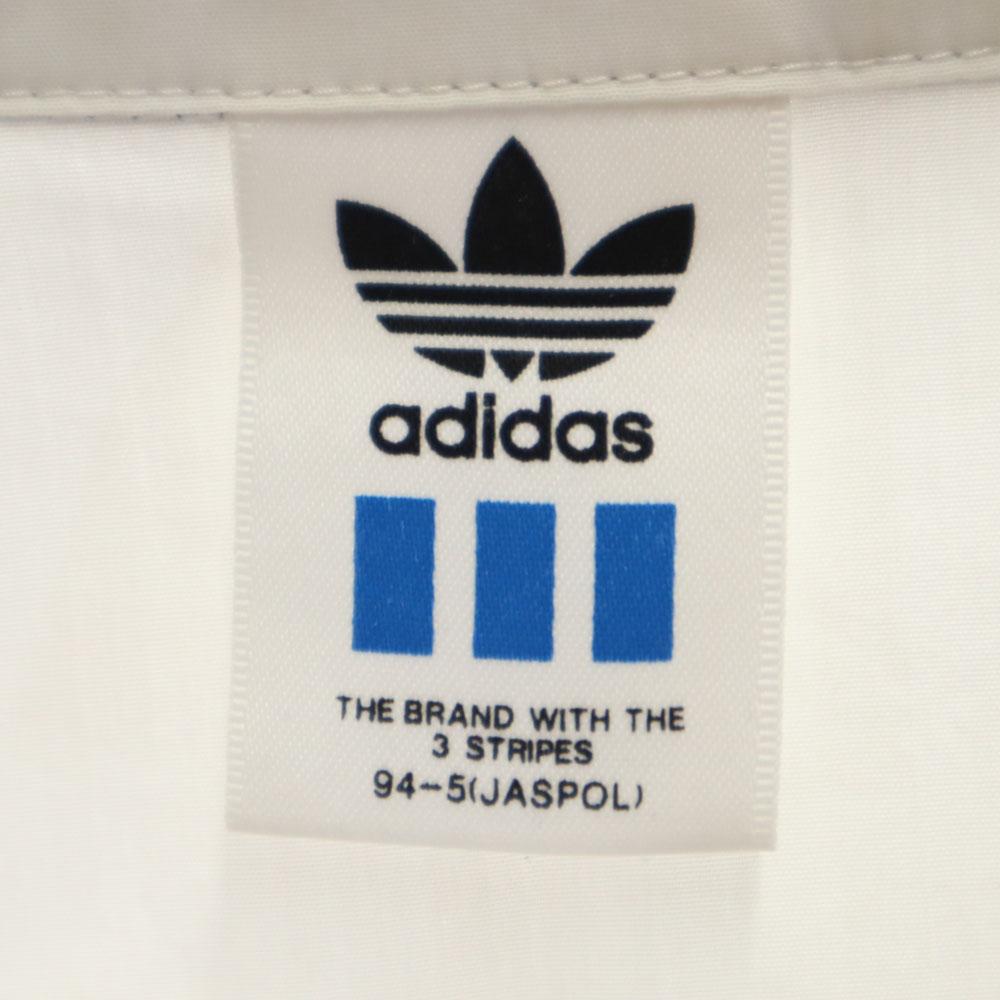 adidas
THE BRAND WITH THE
3 STRIPES
94-5(JASPOL)